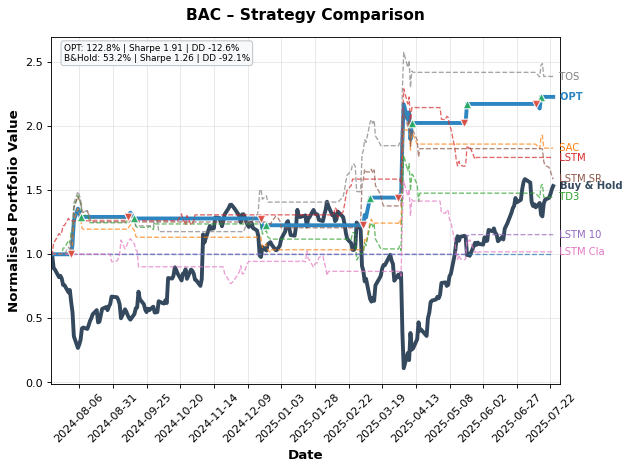 BAC – Strategy Comparison
OPT: 122.8% | Sharpe 1.91 | DD -12.6%
B&Hold: 53.2% | Sharpe 1.26 | DD -92.1%
Normalised Portfolio Value
2.5
2.0
1.5
1.0
0.5
0.0
TOS
OPT
SAC
LSTM
LSTM SR
Buy & Hold
TD3
LSTM 10
LSTM Cla
2024-08-06
2024-08-31
2024-09-25
2024-10-20
2024-11-14
2024-12-09
2025-01-03
2025-01-28
2025-02-22
2025-03-19
2025-04-13
2025-05-08
2025-06-02
2025-06-27
2025-07-22
Date